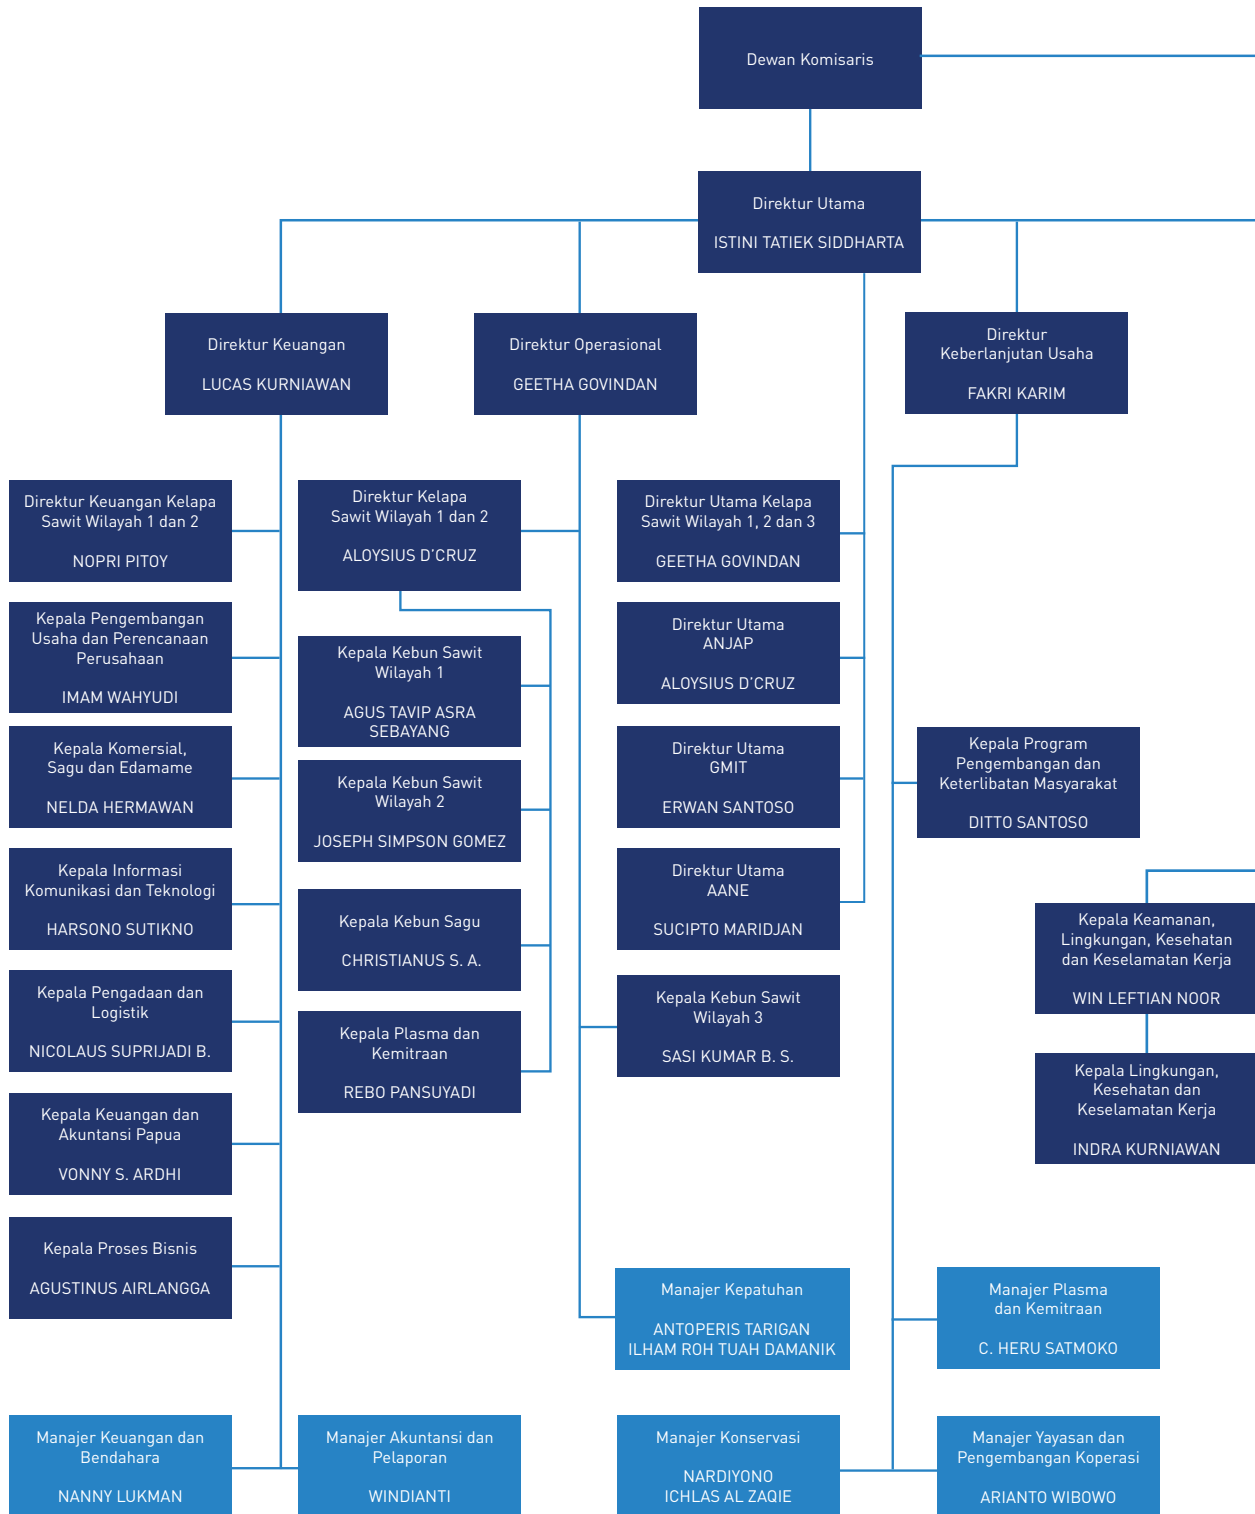 Dewan Komisaris
Direktur Utama
ISTINI TATIEK SIDDHARTA
Direktur Keuangan
LUCAS KURNIAWAN
Direktur Operasional
GEETHA GOVINDAN
Direktur
Keberlanjutan Usaha
FAKRI KARIM
Direktur Keuangan Kelapa
Sawit Wilayah 1 dan 2
NOPRI PITOY
Direktur Kelapa
Sawit Wilayah 1 dan 2
ALOYSIUS D’CRUZ
Direktur Utama Kelapa
Sawit Wilayah 1, 2 dan 3
GEETHA GOVINDAN
Kepala Pengembangan
Usaha dan Perencanaan
Perusahaan
IMAM WAHYUDI
Kepala Kebun Sawit
Wilayah 1
AGUS TAVIP ASRA
SEBAYANG
Direktur Utama
ANJAP
ALOYSIUS D’CRUZ
Kepala Komersial,
Sagu dan Edamame
NELDA HERMAWAN
Kepala Kebun Sawit
Wilayah 2
JOSEPH SIMPSON GOMEZ
Direktur Utama
GMIT
ERWAN SANTOSO
Kepala Program
Pengembangan dan
Keterlibatan Masyarakat
DITTO SANTOSO
Kepala Informasi
Komunikasi dan Teknologi
HARSONO SUTIKNO
Kepala Kebun Sagu
CHRISTIANUS S. A.
Direktur Utama
AANE
SUCIPTO MARIDJAN
Kepala Keamanan,
Lingkungan, Kesehatan
dan Keselamatan Kerja
WIN LEFTIAN NOOR
Kepala Pengadaan dan
Logistik
NICOLAUS SUPRIJADI B.
Kepala Plasma dan
Kemitraan
REBO PANSUYADI
Kepala Kebun Sawit
Wilayah 3
SASI KUMAR B. S.
Kepala Lingkungan,
Kesehatan dan
Keselamatan Kerja
INDRA KURNIAWAN
Kepala Keuangan dan
Akuntansi Papua
VONNY S. ARDHI
Kepala Proses Bisnis
AGUSTINUS AIRLANGGA
Manajer Kepatuhan
ANTOPERIS TARIGAN
ILHAM ROH TUAH DAMANIK
Manajer Plasma
dan Kemitraan
C. HERU SATMOKO
Manajer Keuangan dan
Bendahara
NANNY LUKMAN
Manajer Akuntansi dan
Pelaporan
WINDIANTI
Manajer Konservasi
NARDIYONO
ICHLAS AL ZAQIE
Manajer Yayasan dan
Pengembangan Koperasi
ARIANTO WIBOWO